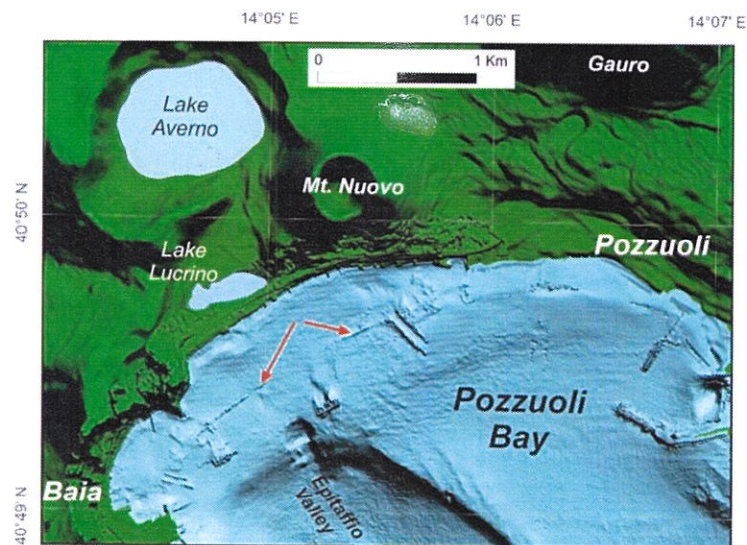 14°05' E
14°06' E
14°07' E
0
1 Km
Gauro
Lake
Averno
Mt. Nuovo
40°50' N
Lake
Lucrino
Pozzuoli
Pozzuoli
Bay
Baia
Epitaffio
valley
40°49' N